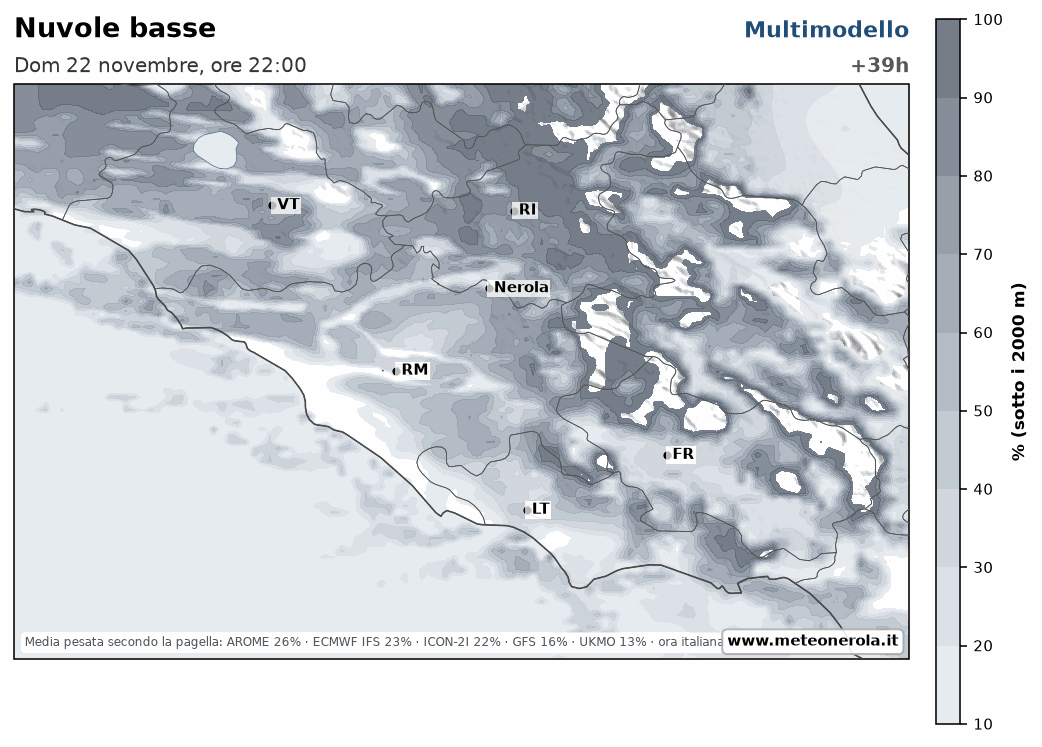 Nuvole basse
Multimodello
Dom 22 novembre, ore 22:00
+39h
VT
RI
Nerola
RM
FR
LT
Media pesata secondo la pagella: AROME 26% · ECMWF IFS 23% · ICON-2I 22% · GFS 16% · UKMO 13% · ora italiana
www.meteonerola.it
100
90
80
70
60
50
40
30
20
10
% (sotto i 2000 m)